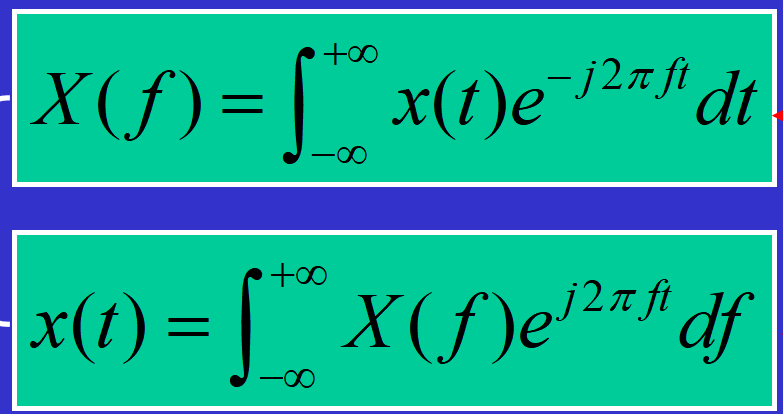 X(f) = ∫_{-∞}^{+∞} x(t)e^{-j2πft} dt
x(t) = ∫_{-∞}^{+∞} X(f)e^{j2πft} df